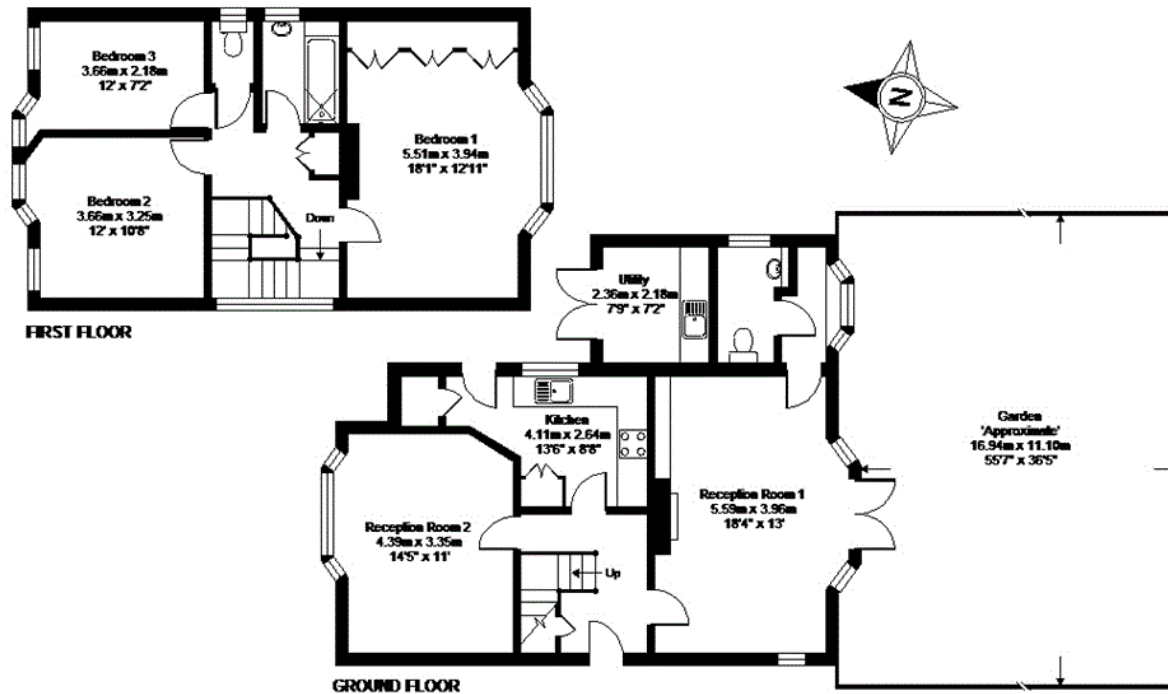 Bedroom 3
3.66m x 2.18m
12' x 7'2"
Bedroom 1
5.51m x 3.94m
18'1" x 12'11"
Bedroom 2
3.66m x 3.25m
12' x 10'8"
Down
FIRST FLOOR
N
Utility
2.36m x 2.18m
7'9" x 7'2"
Kitchen
4.11m x 2.64m
13'6" x 8'8"
Garden
'Approximate'
16.94m x 11.10m
55'7" x 36'5"
Reception Room 1
5.59m x 3.96m
18'4" x 13'
Reception Room 2
4.39m x 3.35m
14'5" x 11'
Up
GROUND FLOOR